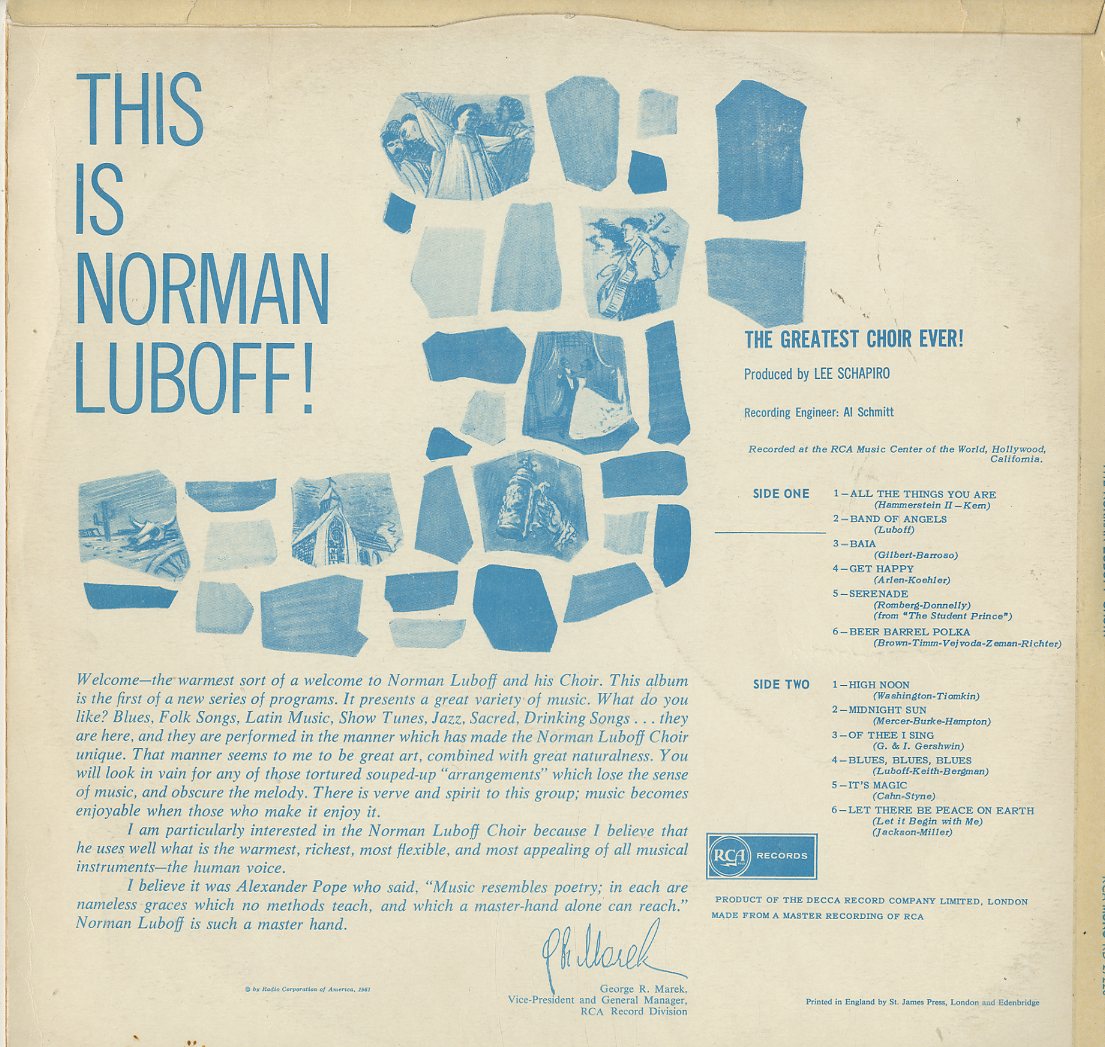 THIS
IS
NORMAN
LUBOFF!
THE GREATEST CHOIR EVER!
Produced by LEE SCHAPIRO
Recording Engineer: Al Schmitt
Recorded at the RCA Music Center of the World, Hollywood,
California.
SIDE ONE
1—ALL THE THINGS YOU ARE
(Hammerstein II—Kern)
2—BAND OF ANGELS
(Luboff)
3—BAIA
(Gilbert-Barroso)
4—GET HAPPY
(Arlen-Koehler)
5—SERENADE
(Romberg-Donnelly)
(from "The Student Prince")
6—BEER BARREL POLKA
(Brown-Timm-Vejvoda-Zeman-Richter)
SIDE TWO
1—HIGH NOON
(Washington-Tiomkin)
2—MIDNIGHT SUN
(Mercer-Burke-Hampton)
3—OF THEE I SING
(G. & I. Gershwin)
4—BLUES, BLUES, BLUES
(Luboff-Keith-Bergman)
5—IT'S MAGIC
(Cahn-Styne)
6—LET THERE BE PEACE ON EARTH
(Let it Begin with Me)
(Jackson-Miller)
Welcome—the warmest sort of a welcome to Norman Luboff and his Choir. This album
is the first of a new series of programs. It presents a great variety of music. What do you
like? Blues, Folk Songs, Latin Music, Show Tunes, Jazz, Sacred, Drinking Songs . . . they
are here, and they are performed in the manner which has made the Norman Luboff Choir
unique. That manner seems to me to be great art, combined with great naturalness. You
will look in vain for any of those tortured souped-up "arrangements" which lose the sense
of music, and obscure the melody. There is verve and spirit to this group; music becomes
enjoyable when those who make it enjoy it.
I am particularly interested in the Norman Luboff Choir because I believe that
he uses well what is the warmest, richest, most flexible, and most appealing of all musical
instruments—the human voice.
I believe it was Alexander Pope who said, "Music resembles poetry; in each are
nameless graces which no methods teach, and which a master-hand alone can reach."
Norman Luboff is such a master hand.
George R. Marek,
Vice-President and General Manager,
RCA Record Division
© by Radio Corporation of America, 1961
RCA RECORDS
PRODUCT OF THE DECCA RECORD COMPANY LIMITED, LONDON
MADE FROM A MASTER RECORDING OF RCA
Printed in England by St. James Press, London and Edenbridge